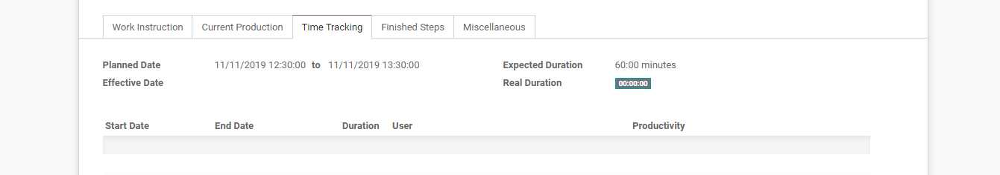 Work Instruction Current Production Time Tracking Finished Steps Miscellaneous
Planned Date 11/11/2019 12:30:00 to 11/11/2019 13:30:00 Expected Duration 60:00 minutes
Effective Date Real Duration 00:00:00
Start Date End Date Duration User Productivity